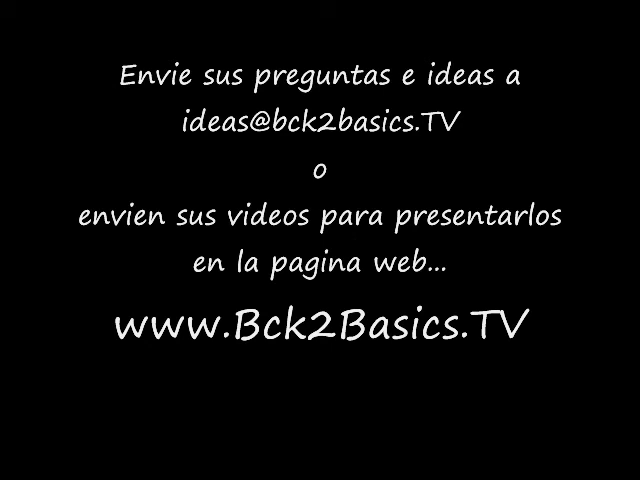 Envie sus preguntas e ideas a
ideas@bck2basics.TV
o
envien sus videos para presentarlos
en la pagina web...
www.Bck2Basics.TV